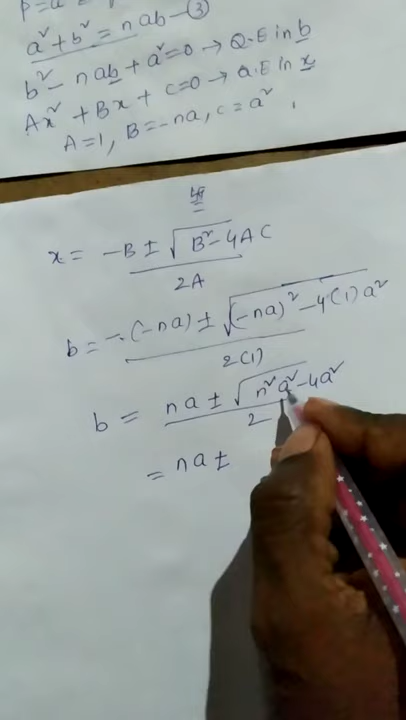 a² + b² = nab — ③
b² - nab + a² = 0 → Q.E in b
Ax² + Bx + C = 0 → Q.E in x
A = 1, B = -na, C = a²,
x = -B ± √(B² - 4AC) / 2A
b = -(-na) ± √((-na)² - 4(1)a²) / 2(1)
b = na ± √(n²a² - 4a²) / 2
= na ±